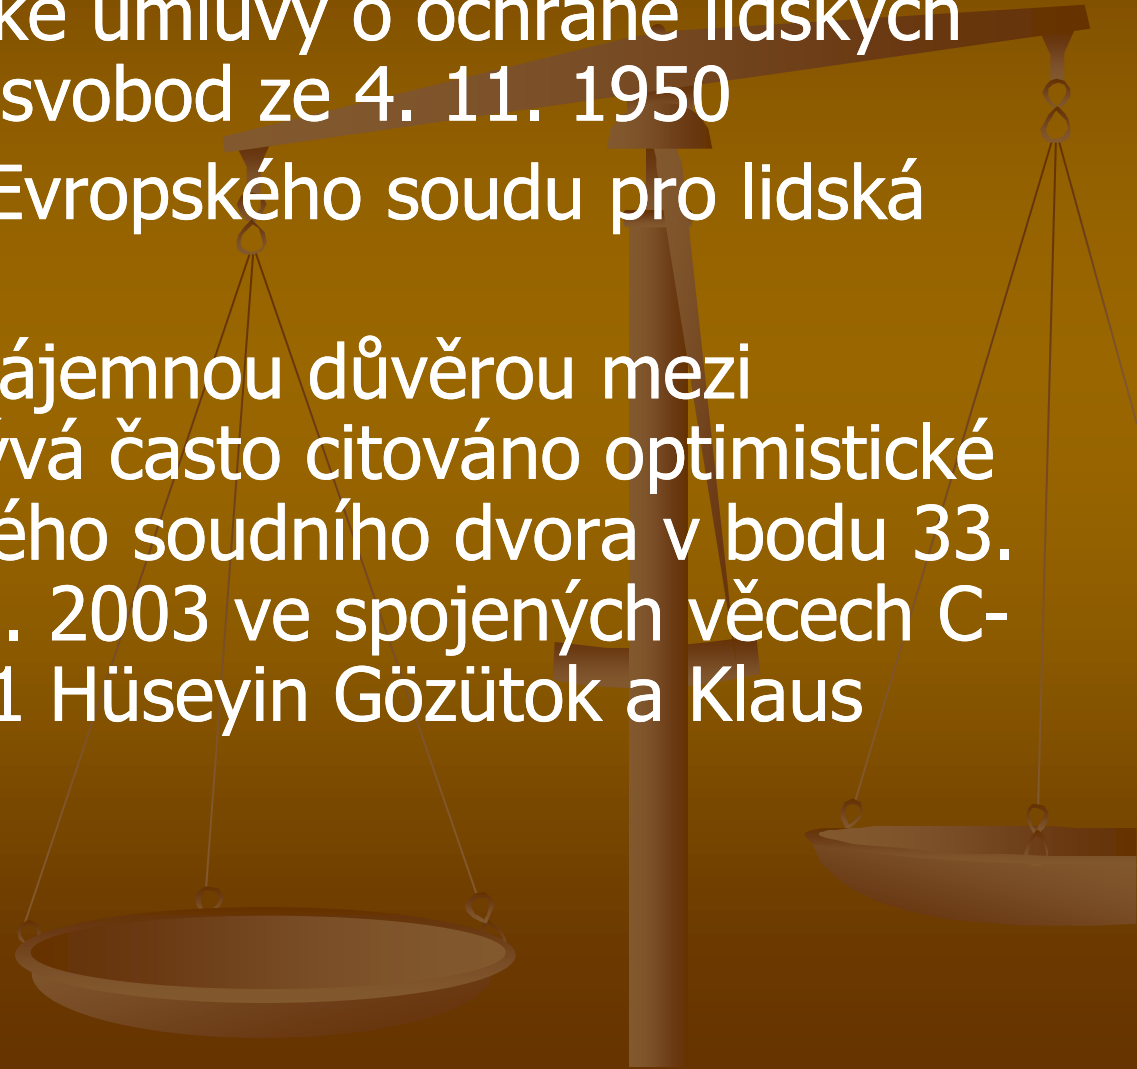 ké úmluvy o ochraně lidských
svobod ze 4. 11. 1950
Evropského soudu pro lidská
ájemnou důvěrou mezi
ývá často citováno optimistické
ého soudního dvora v bodu 33.
. 2003 ve spojených věcech C-
1 Hüseyin Gözütok a Klaus